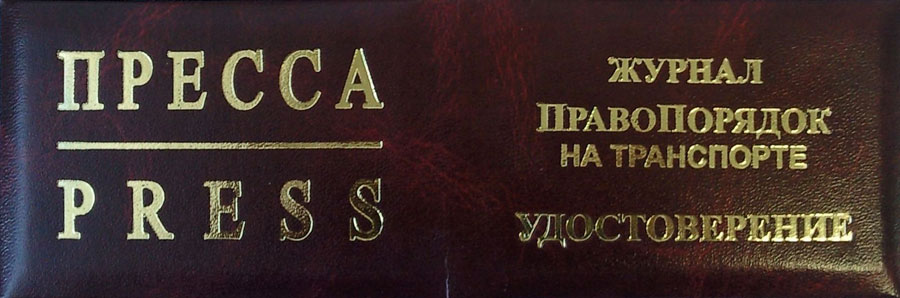 ПРЕССА
PRESS
ЖУРНАЛ
ПРАВОПОРЯДОК
НА ТРАНСПОРТЕ
УДОСТОВЕРЕНИЕ